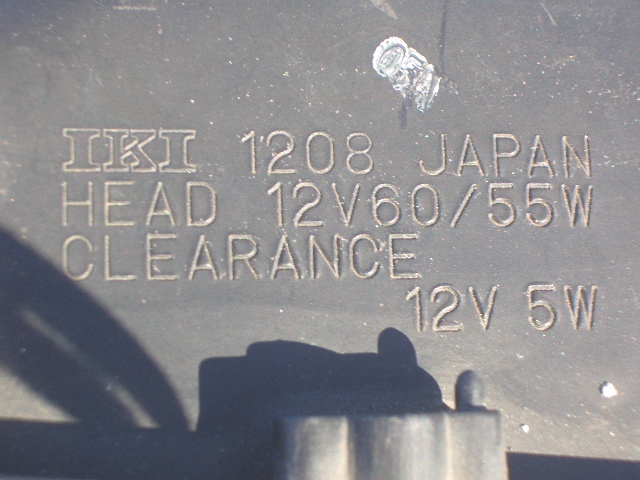 IKI 1208 JAPAN
HEAD 12V60/55W
CLEARANCE
12V 5W